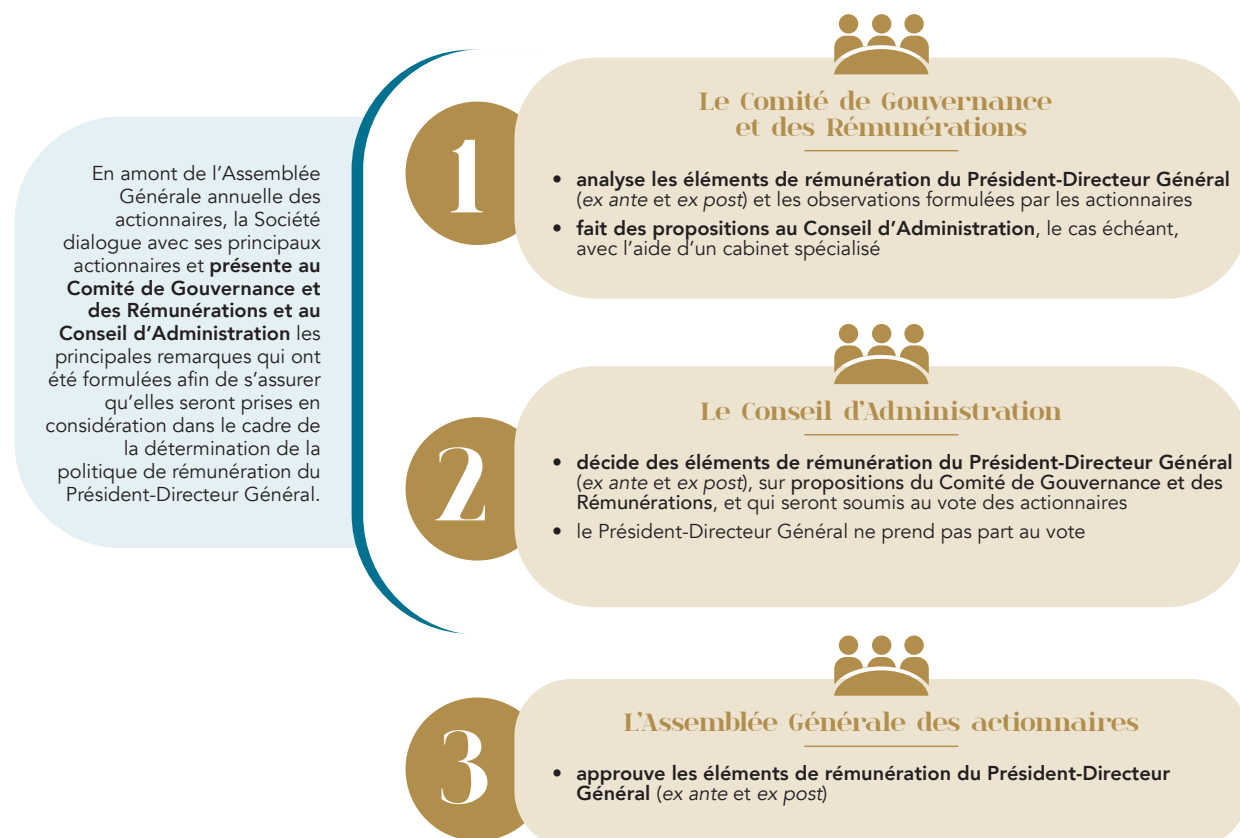 En amont de l'Assemblée
Générale annuelle des
actionnaires, la Société
dialogue avec ses principaux
actionnaires et présente au
Comité de Gouvernance et
des Rémunérations et au
Conseil d'Administration les
principales remarques qui ont
été formulées afin de s'assurer
qu'elles seront prises en
considération dans le cadre de
la détermination de la
politique de rémunération du
Président-Directeur Général.
1
Le Comité de Gouvernance
et des Rémunérations
• analyse les éléments de rémunération du Président-Directeur Général
(ex ante et ex post) et les observations formulées par les actionnaires
• fait des propositions au Conseil d'Administration, le cas échéant,
avec l'aide d'un cabinet spécialisé
2
Le Conseil d'Administration
• décide des éléments de rémunération du Président-Directeur Général
(ex ante et ex post), sur propositions du Comité de Gouvernance et des
Rémunérations, et qui seront soumis au vote des actionnaires
• le Président-Directeur Général ne prend pas part au vote
3
L'Assemblée Générale des actionnaires
• approuve les éléments de rémunération du Président-Directeur
Général (ex ante et ex post)